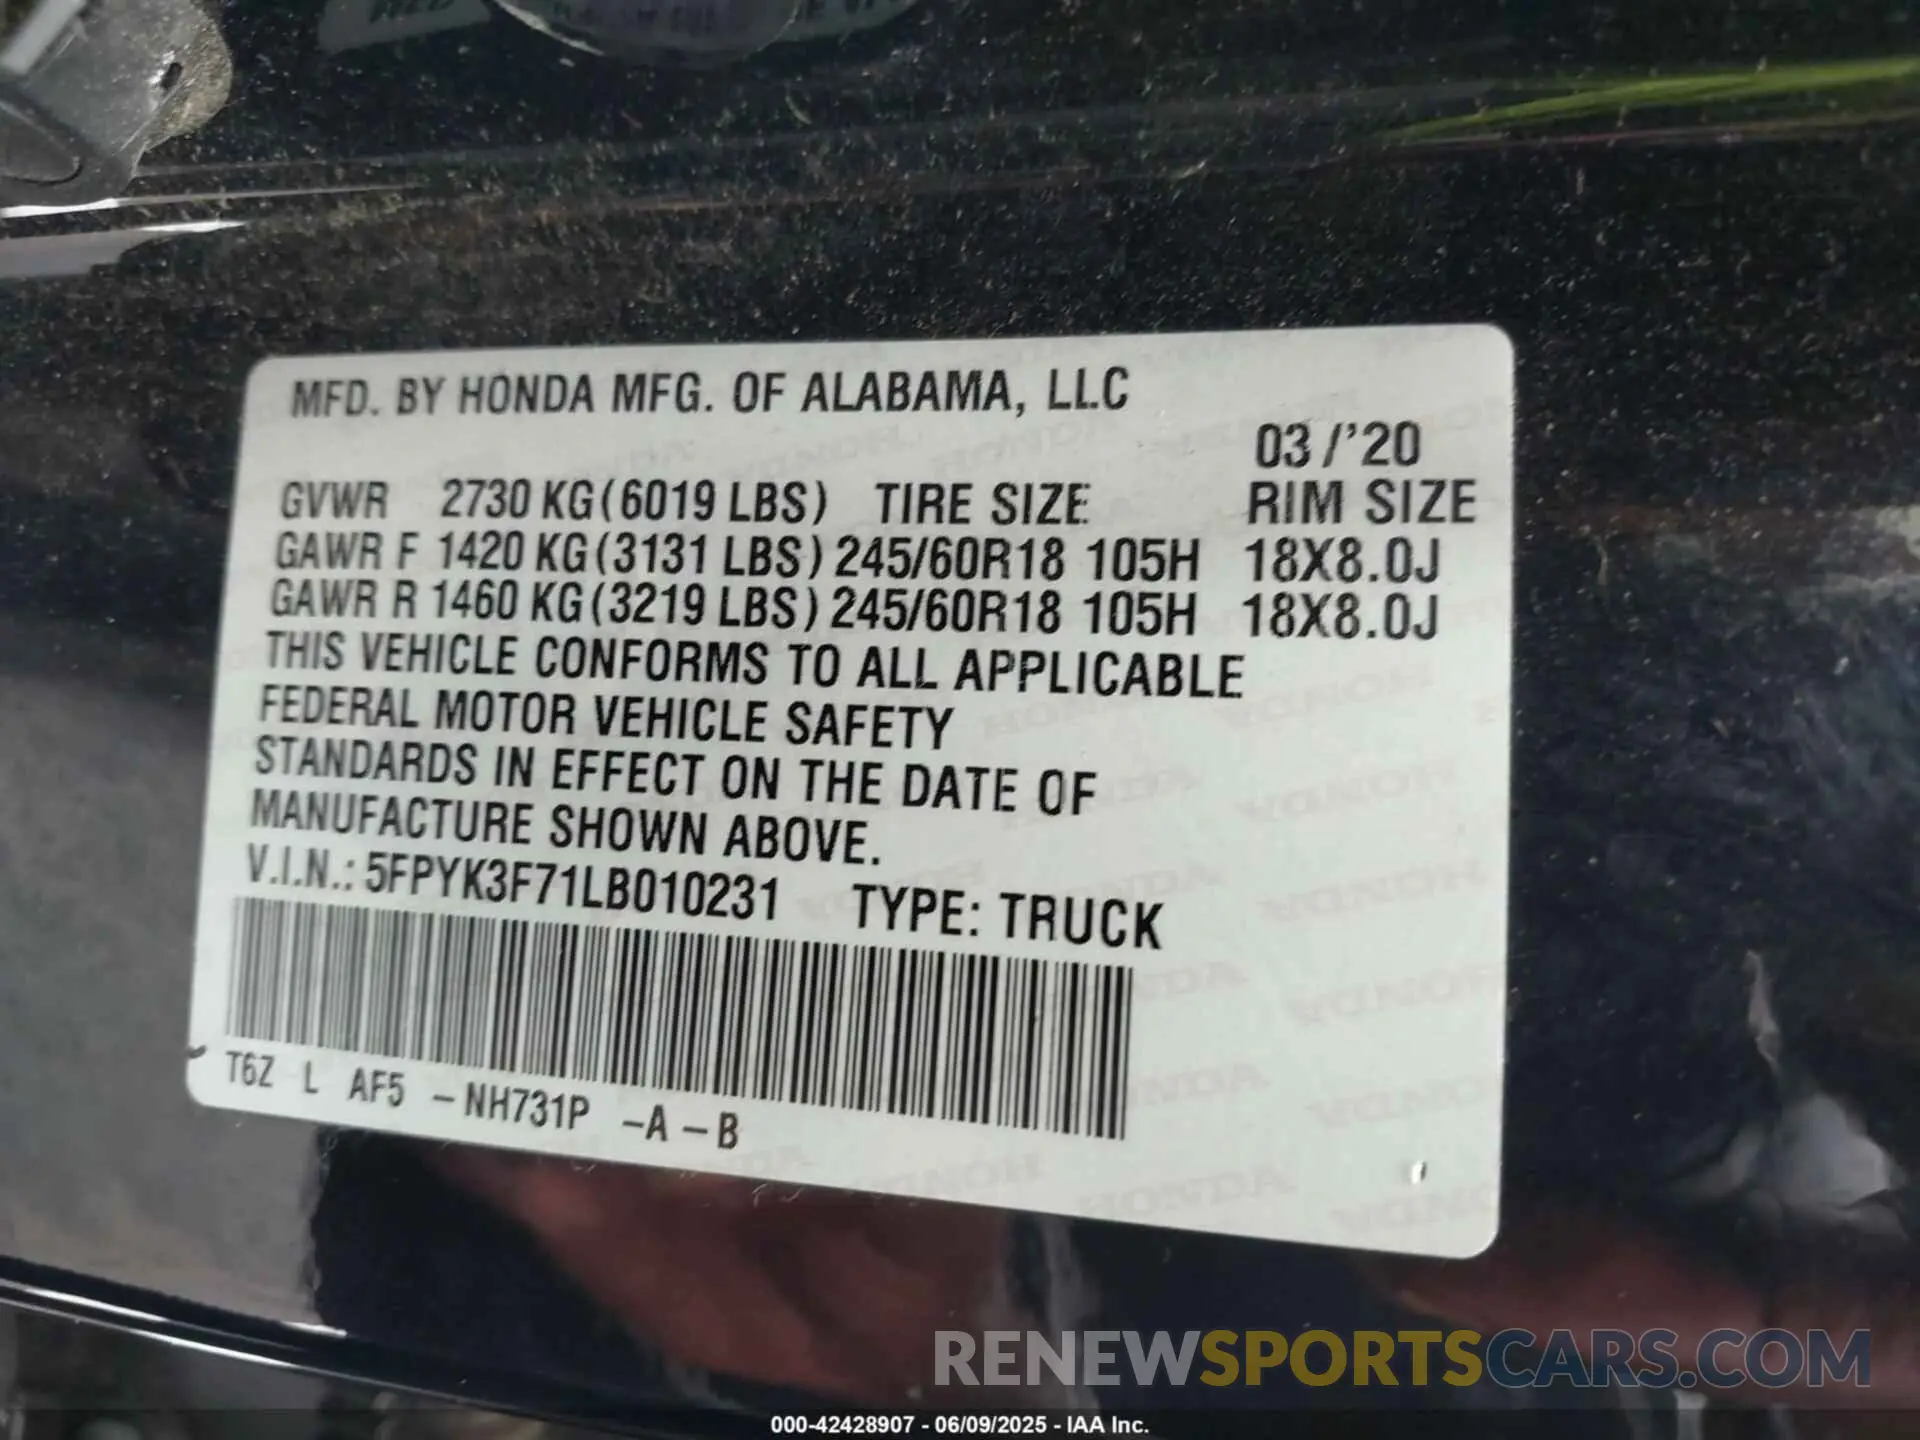 MFD. BY HONDA MFG. OF ALABAMA, LLC
03/'20
GVWR 2730 KG(6019 LBS) TIRE SIZE RIM SIZE
GAWR F 1420 KG(3131 LBS) 245/60R18 105H 18X8.0J
GAWR R 1460 KG(3219 LBS) 245/60R18 105H 18X8.0J
THIS VEHICLE CONFORMS TO ALL APPLICABLE
FEDERAL MOTOR VEHICLE SAFETY
STANDARDS IN EFFECT ON THE DATE OF
MANUFACTURE SHOWN ABOVE.
V.I.N.: 5FPYK3F71LB010231 TYPE: TRUCK
T6Z L AF5 -NH731P -A-B
RENEWSPORTSCARS.COM
000-42428907 - 06/09/2025 - IAA Inc.